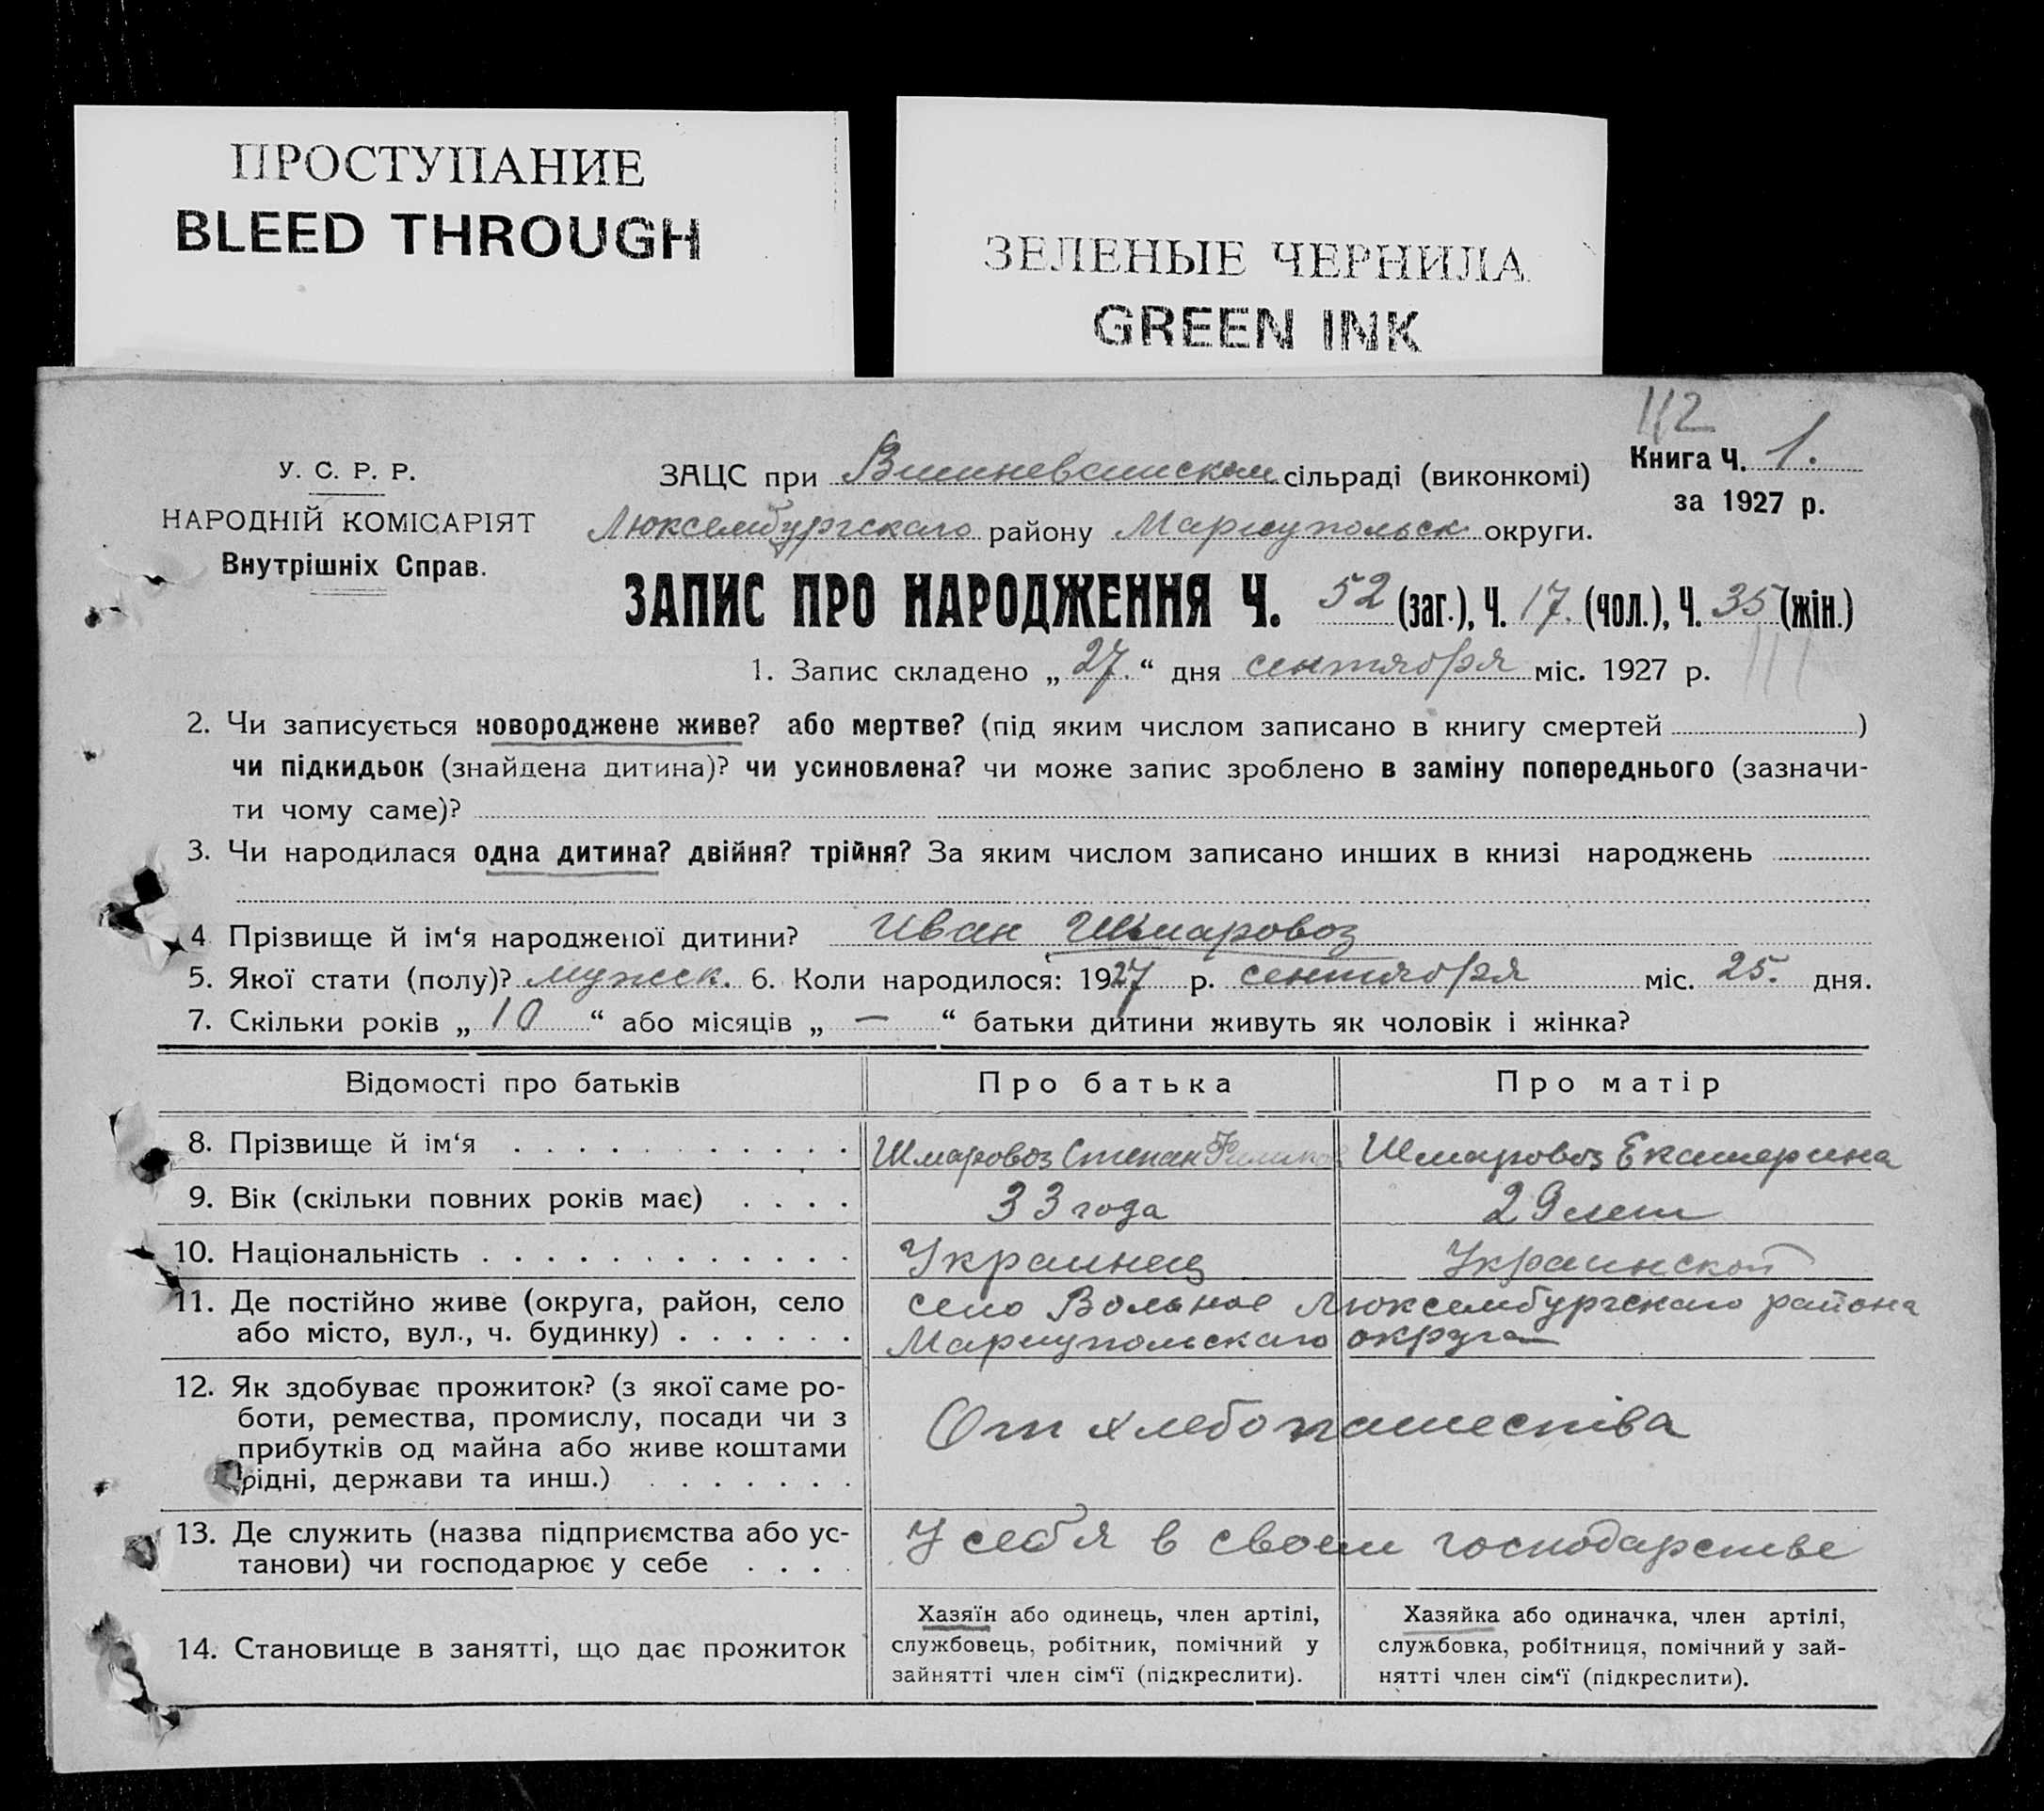 ПРОСТУПАНИЕ
BLEED THROUGH
ЗЕЛЕНЫЕ ЧЕРНИЛА
GREEN INK
112
У. С. Р. Р.
НАРОДНІЙ КОМІСАРІЯТ
Внутрішніх Справ.
ЗАЦС при сільраді (виконкомі)
Книга Ч. 1.
за 1927 р.
Люксембургскаго району Мариупольск. округи.
ЗАПИС ПРО НАРОДЖЕННЯ Ч. 52 (заг.), Ч. 17. (чол.), Ч. 35 (жін.)
111
1. Запис складено „27.“ дня сентября міс. 1927 р.
2. Чи записується новороджене живе? або мертве? (під яким числом записано в книгу смертей )
чи підкидьок (знайдена дитина)? чи усиновлена? чи може запис зроблено в заміну попереднього (зазначи-
ти чому саме)?
3. Чи народилася одна дитина? двійня? трійня? За яким числом записано инших в книзі народжень
4 Прізвище й ім‘я народженої дитини? Иван Шмаровоз
5. Якої стати (полу)? мужск. 6. Коли народилося: 1927 р. сентября міс. 25. дня.
7. Скільки років „10“ або місяців „—“ батьки дитини живуть як чоловік і жінка?
Відомості про батьків Про батька Про матір
8. Прізвище й ім‘я . . . . . . . . . . . . Шмаровоз Степан Шмаровоз Екатерина
9. Вік (скільки повних років має) . . . . 33 года 29 лет
10. Національність . . . . . . . . . . . . . Украинец Украинской
11. Де постійно живе (округа, район, село село Вольное Люксембургскаго района
або місто, вул., ч. будинку) . . . . . . Мариупольскаго округа
12. Як здобуває прожиток? (з якої саме ро-
боти, ремества, промислу, посади чи з От хлебопашества
прибутків од майна або живе коштами
рідні, держави та инш.) . . . . . . .
13. Де служить (назва підприємства або ус- У себя в своем господарстве
танови) чи господарює у себе . . . .
14. Становище в занятті, що дає прожиток
Хазяїн або одинець, член артілі,
службовець, робітник, помічний у
зайнятті член сім‘ї (підкреслити).
Хазяйка або одиначка, член артілі,
службовка, робітниця, помічний у зай-
нятті член сім‘ї (підкреслити).